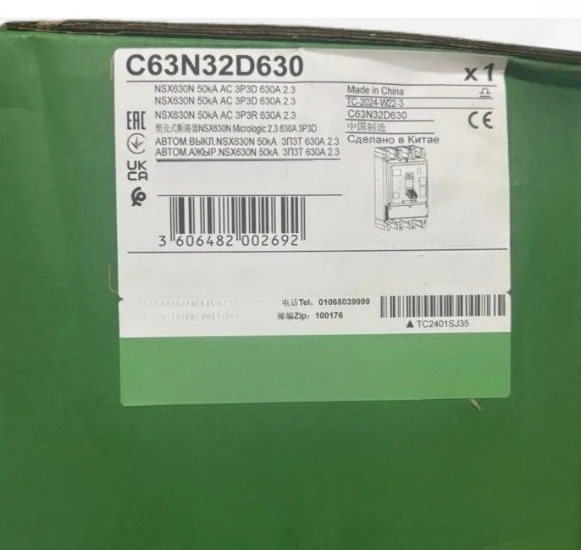 C63N32D630
x 1
NSX630N 50kA AC 3P3D 630A 2.3
NSX630N 50kA AC 3P3D 630A 2.3
NSX630N 50kA AC 3P3R 630A 2.3
塑壳式断路器NSX630N Micrologic 2.3 630A 3P3D
АВТОМ.ВЫКЛ.NSX630N 50kA 3П3Т 630A 2.3
АВТОМ.АЖЫР.NSX630N 50kA 3П3Т 630A 2.3
Made in China
TC-2024-W22-3
C63N32D630
中国制造
Сделано в Китае
EAC
CE
UK
CA
3 606482 002692
电话Tel: 01065039999
邮编Zip: 100176
▲ TC2401SJ35